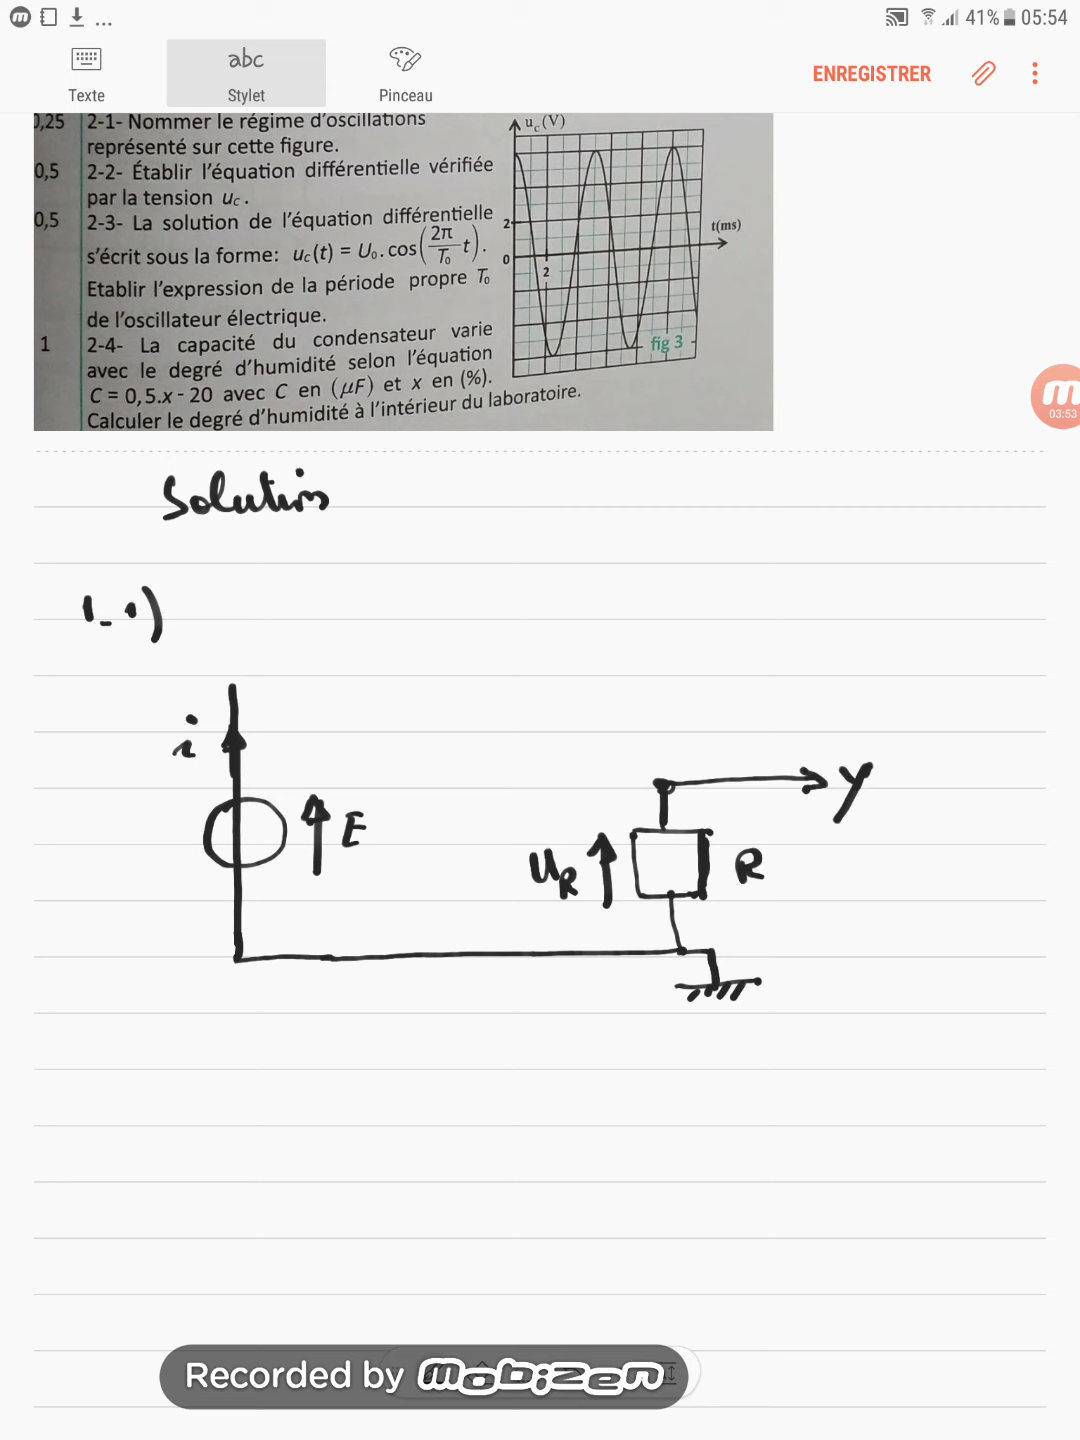 41% 05:54
Texte
abc
Stylet
Pinceau
ENREGISTRER
0,25 2-1- Nommer le régime d'oscillations
représenté sur cette figure.
0,5 2-2- Établir l'équation différentielle vérifiée
par la tension uc.
0,5 2-3- La solution de l'équation différentielle
s'écrit sous la forme: uc(t) = U₀.cos(2π/T₀ t).
Etablir l'expression de la période propre T₀
de l'oscillateur électrique.
1 2-4- La capacité du condensateur varie
avec le degré d'humidité selon l'équation
C = 0,5.x - 20 avec C en (μF) et x en (%).
Calculer le degré d'humidité à l'intérieur du laboratoire.
uc(V)
2
0
2
t(ms)
fig 3
m
03:53
Solution
1-1)
i
E
UR
R
Y
Recorded by mobizen